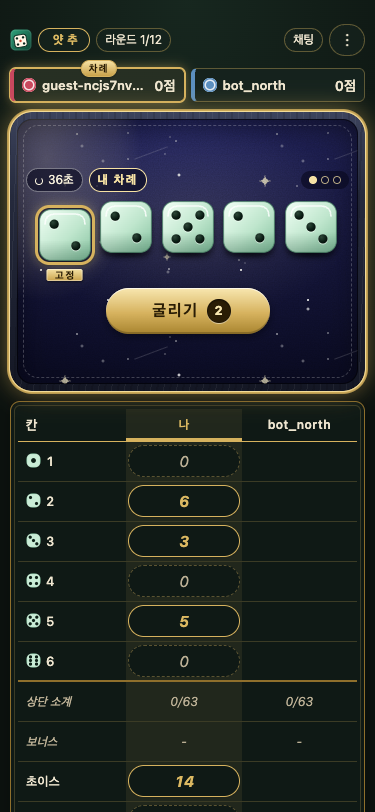 얏 추
라운드 1/12
채팅
차례
guest-ncjs7nv... 0점
bot_north 0점
36초
내 차례
고정
굴리기 2
칸 나 bot_north
1 0
2 6
3 3
4 0
5 5
6 0
상단 소계 0/63 0/63
보너스 - -
초이스 14